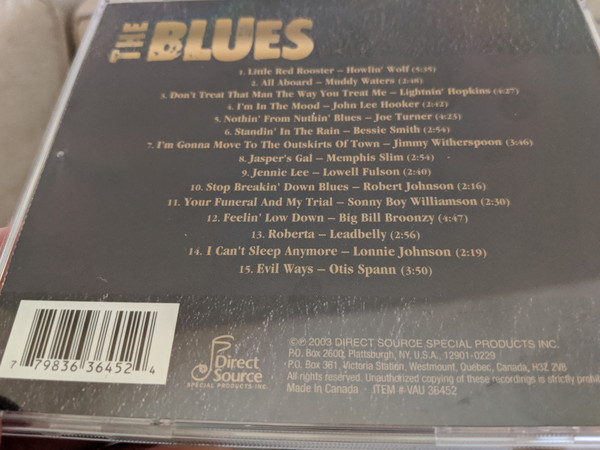 THE BLUES
1. Little Red Rooster – Howlin' Wolf (5:35)
2. All Aboard – Muddy Waters (2:48)
3. Don't Treat That Man The Way You Treat Me – Lightnin' Hopkins (4:27)
4. I'm In The Mood – John Lee Hooker (2:42)
5. Nothin' From Nuthin' Blues – Joe Turner (4:23)
6. Standin' In The Rain – Bessie Smith (2:54)
7. I'm Gonna Move To The Outskirts Of Town – Jimmy Witherspoon (3:46)
8. Jasper's Gal – Memphis Slim (2:54)
9. Jennie Lee – Lowell Fulson (2:40)
10. Stop Breakin' Down Blues – Robert Johnson (2:16)
11. Your Funeral And My Trial – Sonny Boy Williamson (2:30)
12. Feelin' Low Down – Big Bill Broonzy (4:47)
13. Roberta – Leadbelly (2:56)
14. I Can't Sleep Anymore – Lonnie Johnson (2:19)
15. Evil Ways – Otis Spann (3:50)
7 79836 36452 4
Direct
Source
SPECIAL PRODUCTS INC.
©℗ 2003 DIRECT SOURCE SPECIAL PRODUCTS INC.
P.O. Box 2600, Plattsburgh, NY, U.S.A., 12901-0229
P.O. Box 361, Victoria Station, Westmount, Quebec, Canada, H3Z 2V8
All rights reserved. Unauthorized copying of these recordings is strictly prohib
Made in Canada · ITEM #-VAU 36452